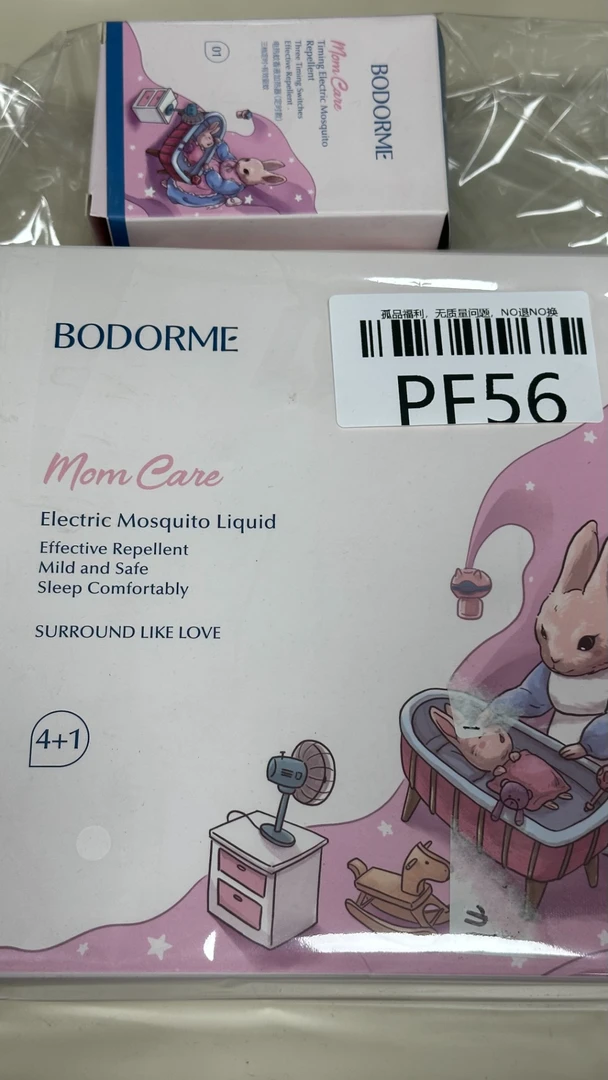 BODORME
Mom Care
Timing Electric Mosquito
Repellent
Three Timing Switches
Effective Repellent
01
孤品福利，无质量问题，NO退NO换
PF56
BODORME
Mom Care
Electric Mosquito Liquid
Effective Repellent
Mild and Safe
Sleep Comfortably
SURROUND LIKE LOVE
4+1